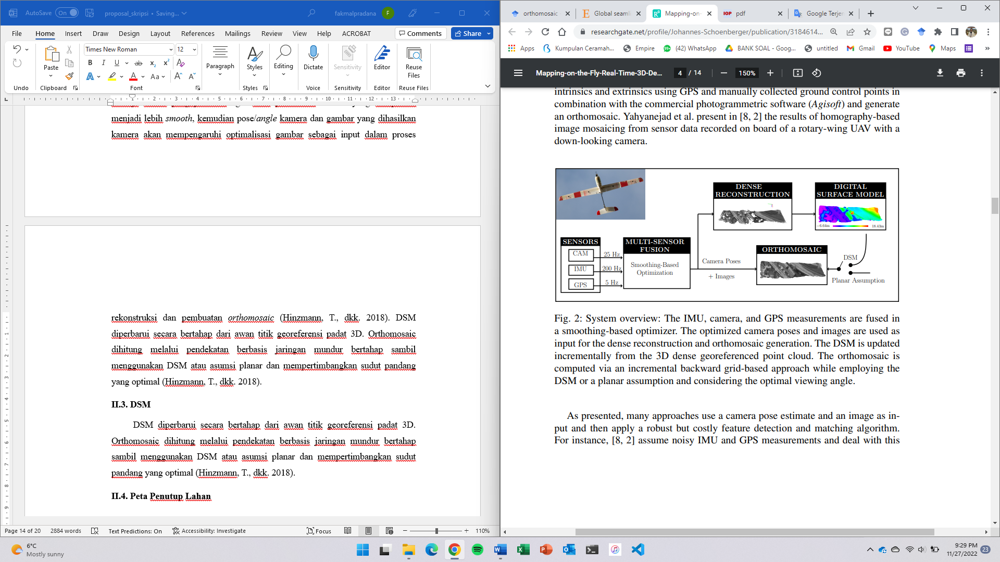 AutoSave
On
proposal_skripsi • Saving...
fakmalpradana
F
File
Home
Insert
Draw
Design
Layout
References
Mailings
Review
View
Help
ACROBAT
Comments
Share
Times New Roman
12
Paste
Paragraph
Styles
Editing
Dictate
Sensitivity
Editor
Reuse
Files
Undo
Clipboard
Font
Styles
Voice
Sensitivity
Editor
Reuse Files
menjadi lebih smooth, kemudian pose/angle kamera dan gambar yang dihasilkan
kamera akan mempengaruhi optimalisasi gambar sebagai input dalam proses
rekonstruksi dan pembuatan orthomosaic (Hinzmann, T., dkk. 2018). DSM
diperbarui secara bertahap dari awan titik georeferensi padat 3D. Orthomosaic
dihitung melalui pendekatan berbasis jaringan mundur bertahap sambil
menggunakan DSM atau asumsi planar dan mempertimbangkan sudut pandang
yang optimal (Hinzmann, T., dkk. 2018).
II.3. DSM
DSM diperbarui secara bertahap dari awan titik georeferensi padat 3D.
Orthomosaic dihitung melalui pendekatan berbasis jaringan mundur bertahap
sambil menggunakan DSM atau asumsi planar dan mempertimbangkan sudut
pandang yang optimal (Hinzmann, T., dkk. 2018).
II.4. Peta Penutup Lahan
Page 14 of 20
2884 words
Text Predictions: On
Accessibility: Investigate
Focus
110%
orthomosaic
Global seamli
Mapping-on-
IOP pdf
Google Terjem
researchgate.net/profile/Johannes-Schoenberger/publication/3184614...
Apps
Kumpulan Ceramah...
Empire
(42) WhatsApp
BANK SOAL - Goog...
untitled
Gmail
YouTube
Maps
Mapping-on-the-Fly-Real-Time-3D-De...
4 / 14
150%
intrinsics and extrinsics using GPS and manually collected ground control points in
combination with the commercial photogrammetric software (Agisoft) and generate
an orthomosaic. Yahyanejad et al. present in [8, 2] the results of homography-based
image mosaicing from sensor data recorded on board of a rotary-wing UAV with a
down-looking camera.
DENSE
RECONSTRUCTION
DIGITAL
SURFACE MODEL
−6.64m
18.43m
SENSORS
CAM
IMU
GPS
25 Hz
200 Hz
5 Hz
MULTI-SENSOR
FUSION
Smoothing-Based
Optimization
Camera Poses
+ Images
ORTHOMOSAIC
DSM
Planar Assumption
Fig. 2: System overview: The IMU, camera, and GPS measurements are fused in
a smoothing-based optimizer. The optimized camera poses and images are used as
input for the dense reconstruction and orthomosaic generation. The DSM is updated
incrementally from the 3D dense georeferenced point cloud. The orthomosaic is
computed via an incremental backward grid-based approach while employing the
DSM or a planar assumption and considering the optimal viewing angle.
As presented, many approaches use a camera pose estimate and an image as in-
put and then apply a robust but costly feature detection and matching algorithm.
For instance, [8, 2] assume noisy IMU and GPS measurements and deal with this
6°C
Mostly sunny
9:29 PM
11/27/2022
23